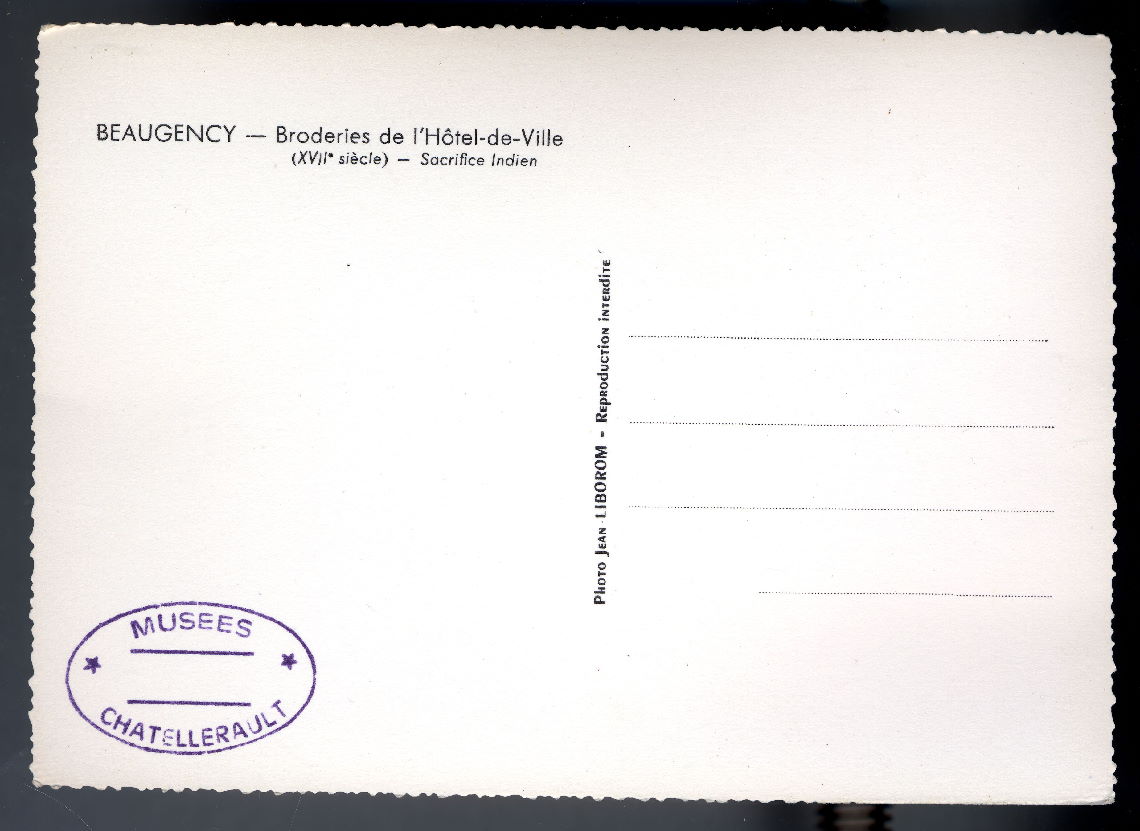 BEAUGENCY — Broderies de l'Hôtel-de-Ville
(XVIIe siècle) — Sacrifice Indien
Photo Jean LIBOROM - Reproduction interdite
MUSEES
CHATELLERAULT